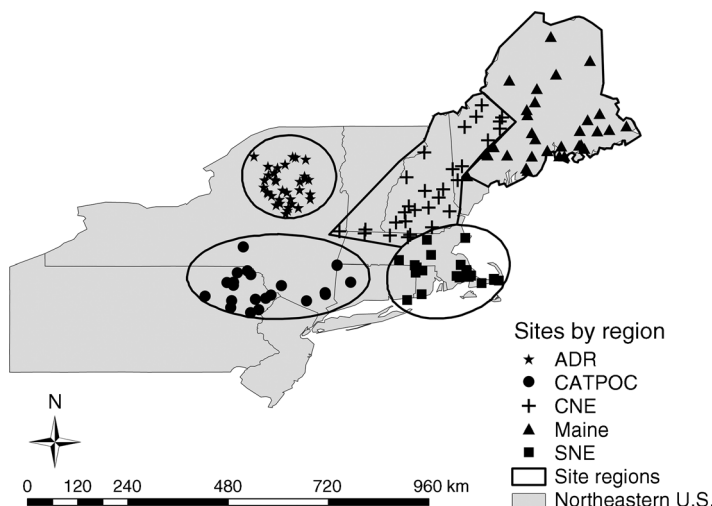 Sites by region
ADR
CATPOC
CNE
Maine
SNE
Site regions
Northeastern U.S.
N
0 120 240 480 720 960 km